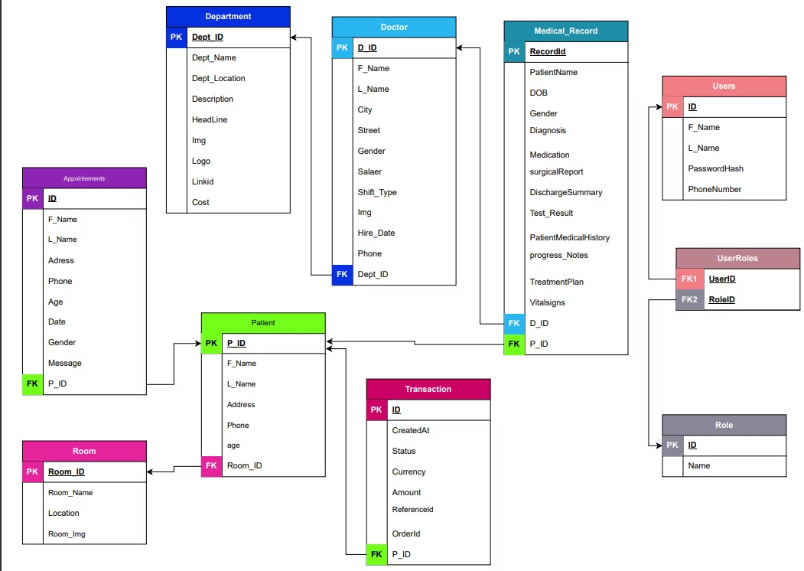 Department
PK Dept_ID
Dept_Name
Dept_Location
Description
HeadLine
Img
Logo
Linkid
Cost
Doctor
PK D_ID
F_Name
L_Name
City
Street
Gender
Salaer
Shift_Type
Img
Hire_Date
Phone
FK Dept_ID
Medical_Record
PK RecordId
PatientName
DOB
Gender
Diagnosis
Medication
surgicalReport
DischargeSummary
Test_Result
PatientMedicalHistory
progress_Notes
TreatmentPlan
Vitalsigns
FK D_ID
FK P_ID
Users
PK ID
F_Name
L_Name
PasswordHash
PhoneNumber
Appointements
PK ID
F_Name
L_Name
Adress
Phone
Age
Date
Gender
Message
FK P_ID
UserRoles
FK1 UserID
FK2 RoleID
Patient
PK P_ID
F_Name
L_Name
Address
Phone
age
FK Room_ID
Transaction
PK ID
CreatedAt
Status
Currency
Amount
ReferenceId
OrderId
FK P_ID
Room
PK Room_ID
Room_Name
Location
Room_Img
Role
PK ID
Name